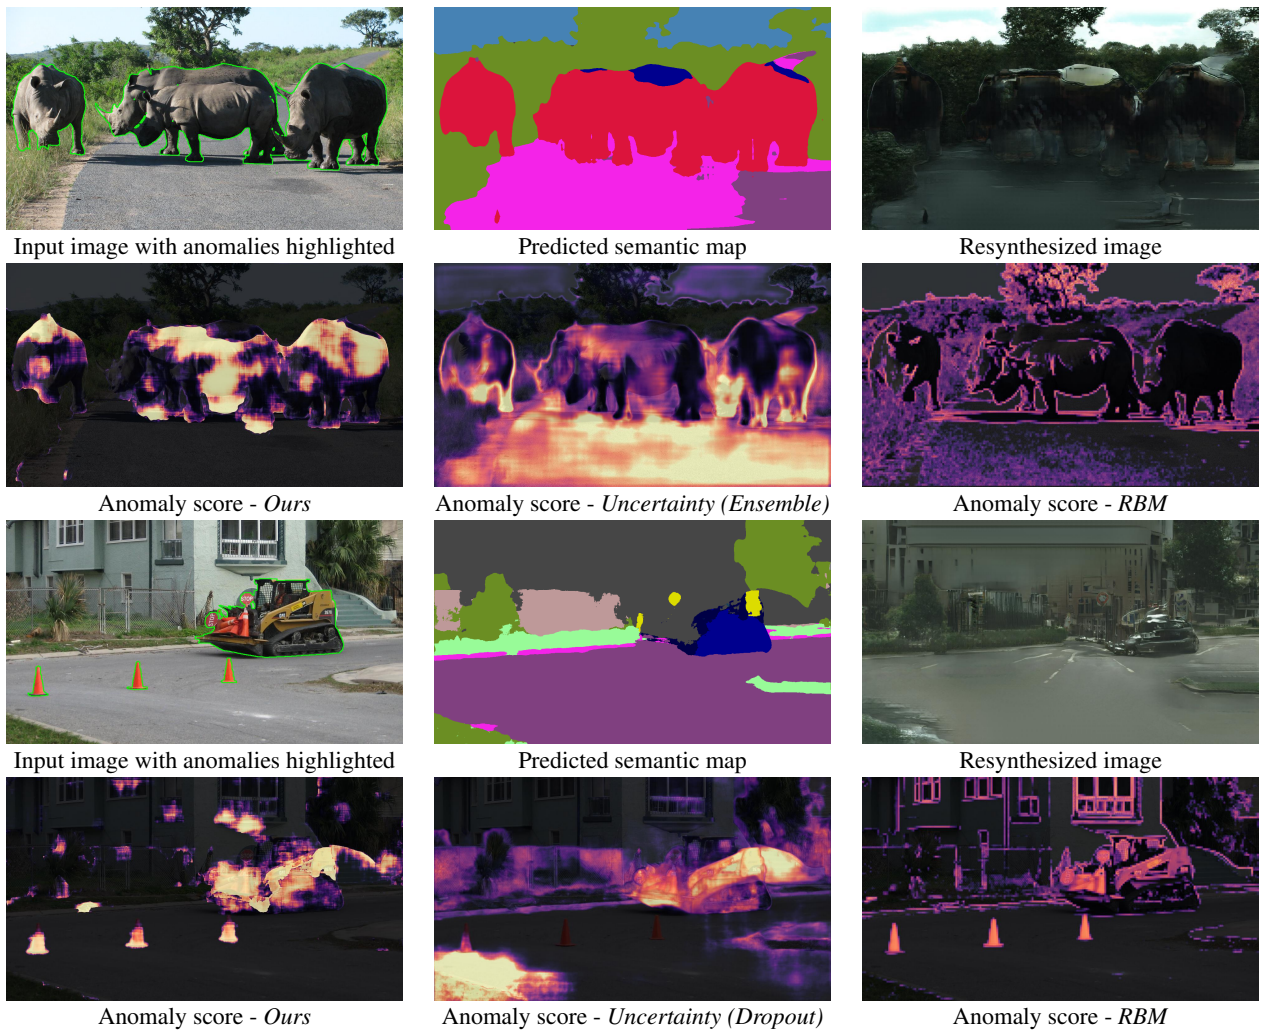 Input image with anomalies highlighted
Predicted semantic map
Resynthesized image
Anomaly score - Ours
Anomaly score - Uncertainty (Ensemble)
Anomaly score - RBM
STOP
Input image with anomalies highlighted
Predicted semantic map
Resynthesized image
Anomaly score - Ours
Anomaly score - Uncertainty (Dropout)
Anomaly score - RBM